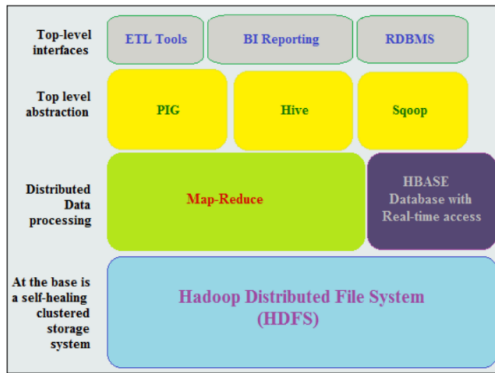 Top-level
interfaces
ETL Tools
BI Reporting
RDBMS
Top level
abstraction
PIG
Hive
Sqoop
Distributed
Data
processing
Map-Reduce
HBASE
Database with
Real-time access
At the base is
a self-healing
clustered
storage
system
Hadoop Distributed File System
(HDFS)